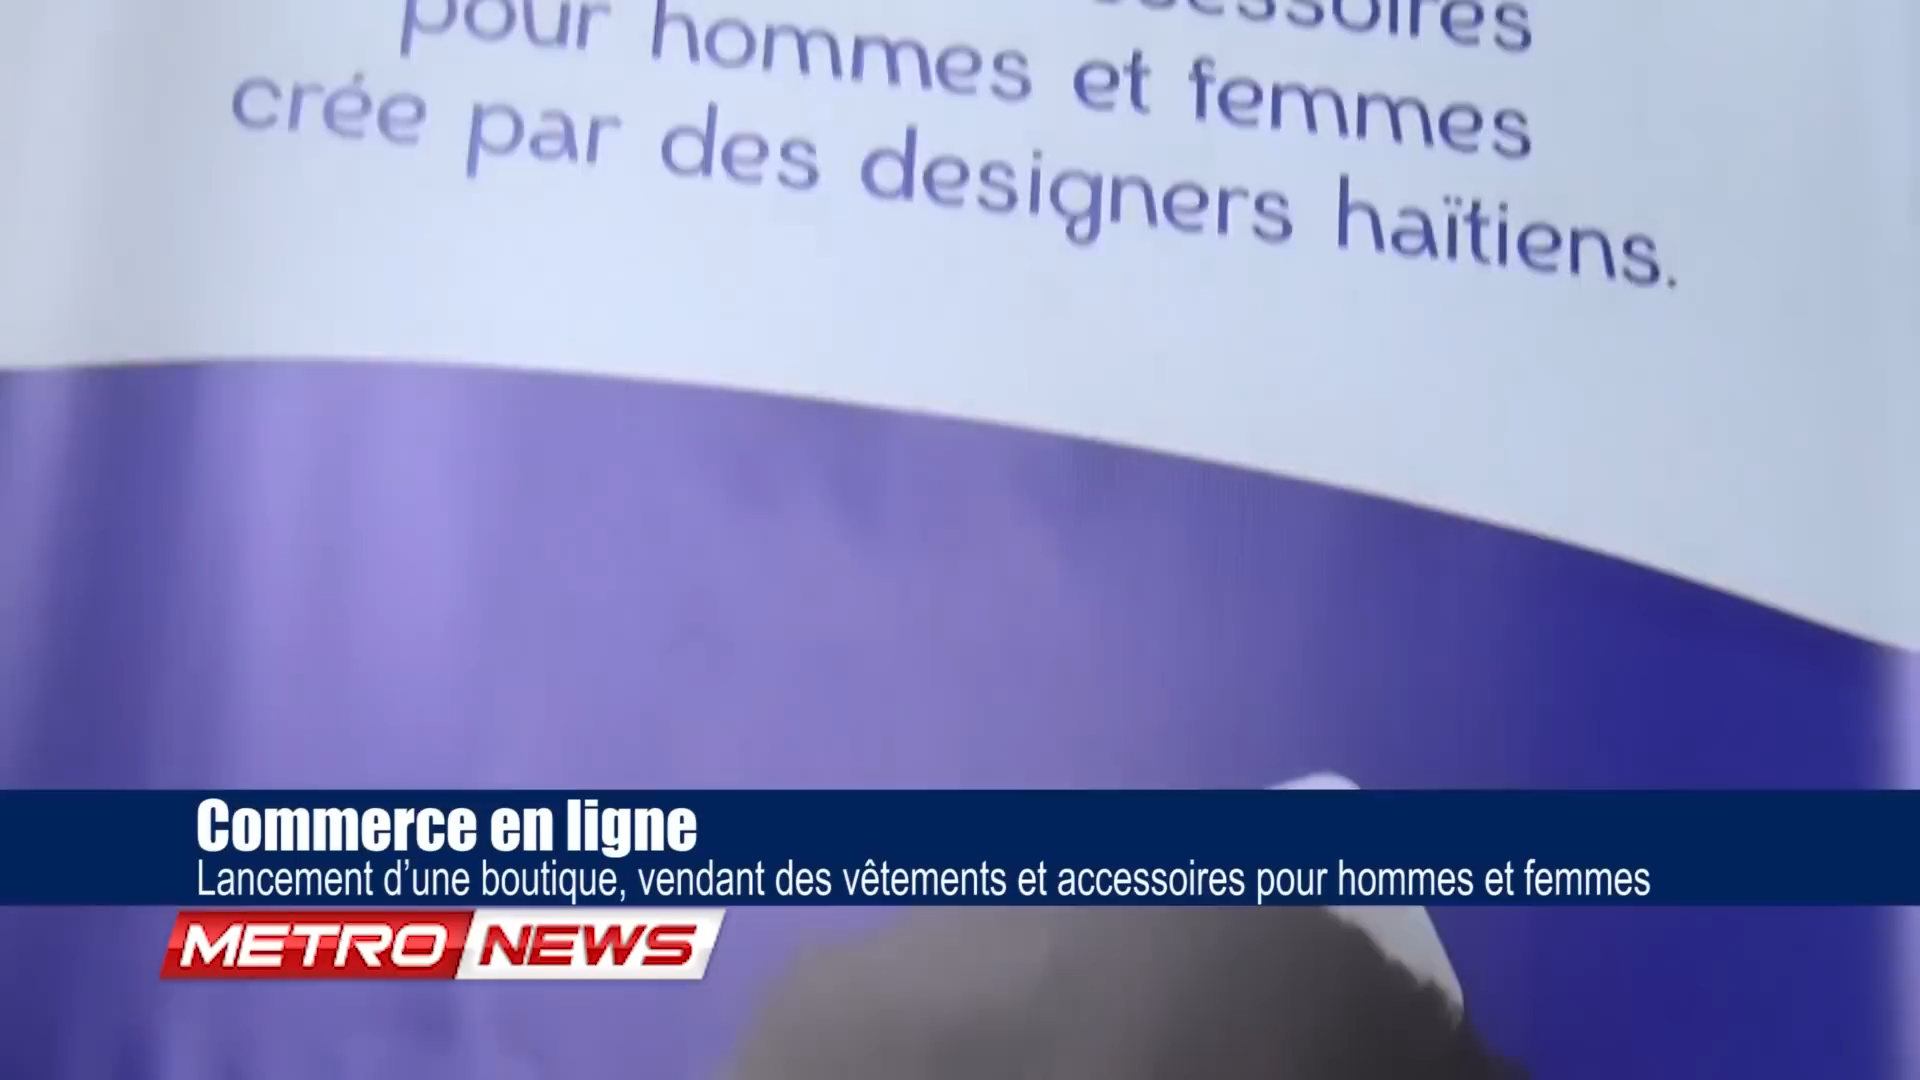 pour hommes et femmes
crée par des designers haïtiens.
Commerce en ligne
Lancement d’une boutique, vendant des vêtements et accessoires pour hommes et femmes
METRO NEWS